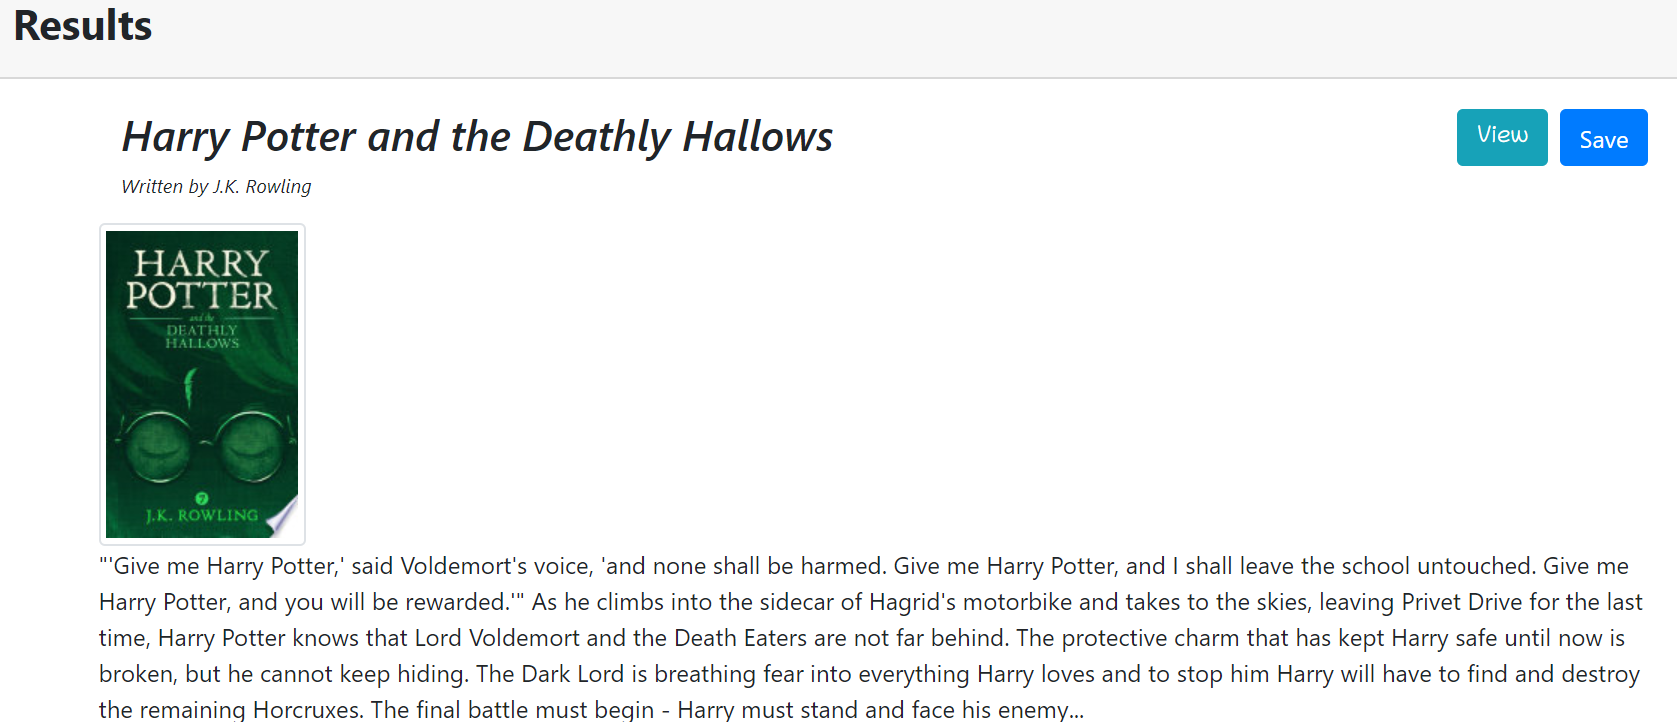 Results
Harry Potter and the Deathly Hallows
View
Save
Written by J.K. Rowling
HARRY
POTTER
and the
DEATHLY
HALLOWS
7
J.K. ROWLING
"'Give me Harry Potter,' said Voldemort's voice, 'and none shall be harmed. Give me Harry Potter, and I shall leave the school untouched. Give me
Harry Potter, and you will be rewarded.'" As he climbs into the sidecar of Hagrid's motorbike and takes to the skies, leaving Privet Drive for the last
time, Harry Potter knows that Lord Voldemort and the Death Eaters are not far behind. The protective charm that has kept Harry safe until now is
broken, but he cannot keep hiding. The Dark Lord is breathing fear into everything Harry loves and to stop him Harry will have to find and destroy
the remaining Horcruxes. The final battle must begin - Harry must stand and face his enemy...